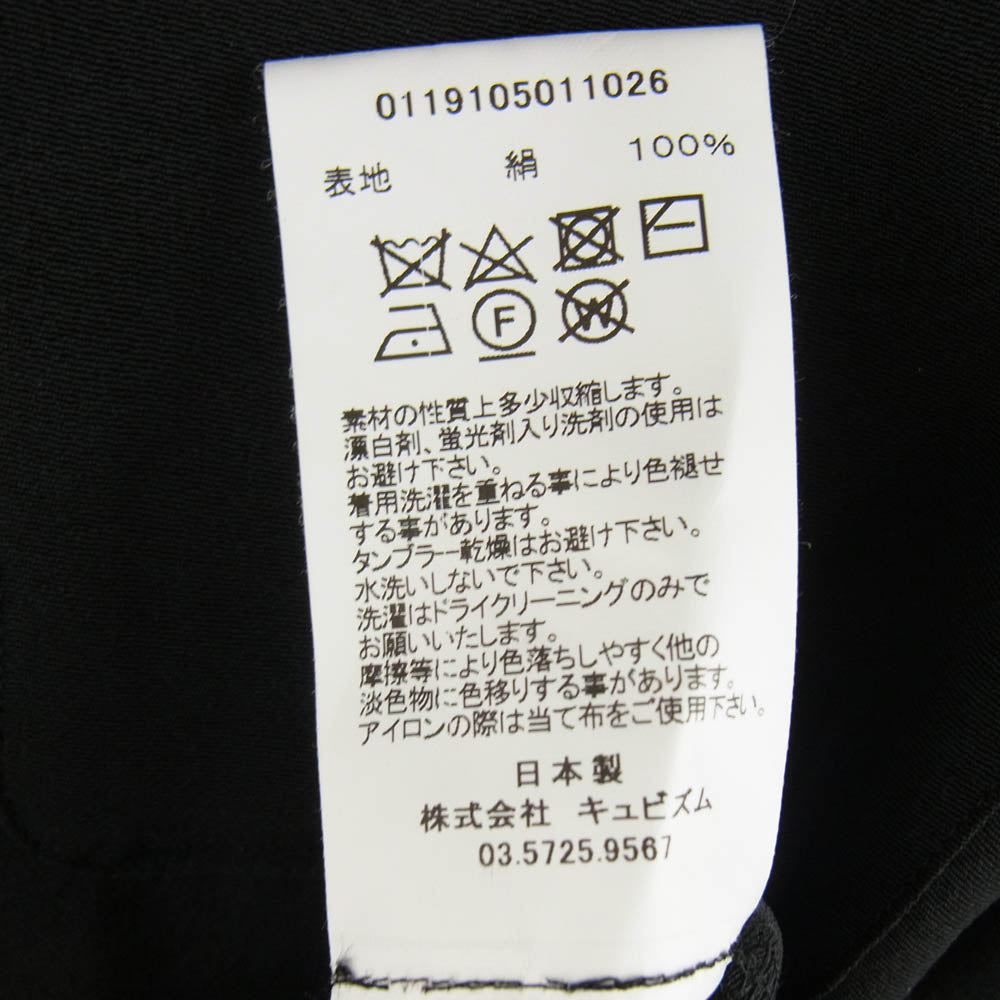 0119105011026
表地 絹 100%
F
W
素材の性質上多少収縮します。
漂白剤、蛍光剤入り洗剤の使用は
お避け下さい。
着用洗濯を重ねる事により色褪せ
する事があります。
タンブラー乾燥はお避け下さい。
水洗いしないで下さい。
洗濯はドライクリーニングのみで
お願いいたします。
摩擦等により色落ちしやすく他の
淡色物に色移りする事があります。
アイロンの際は当て布をご使用下さい。
日本製
株式会社 キュビズム
03.5725.9567